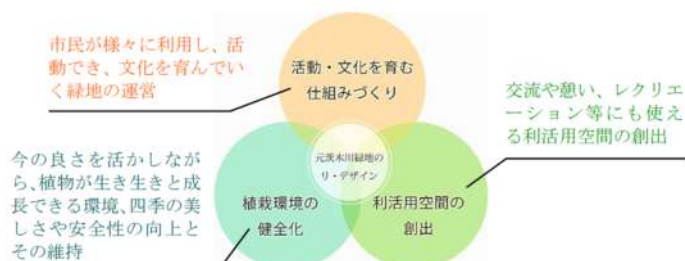 市民が様々に利用し、活
動でき、文化を育んでい
く緑地の運営
活動・文化を育む
仕組みづくり
交流や憩い、レクリエ
ーション等にも使え
る利活用空間の創出
元茨木川緑地の
リ・デザイン
今の良さを活かしなが
ら、植物が生き生きと成
長できる環境、四季の美
しさや安全性の向上と
その維持
植栽環境の
健全化
利活用空間の
創出